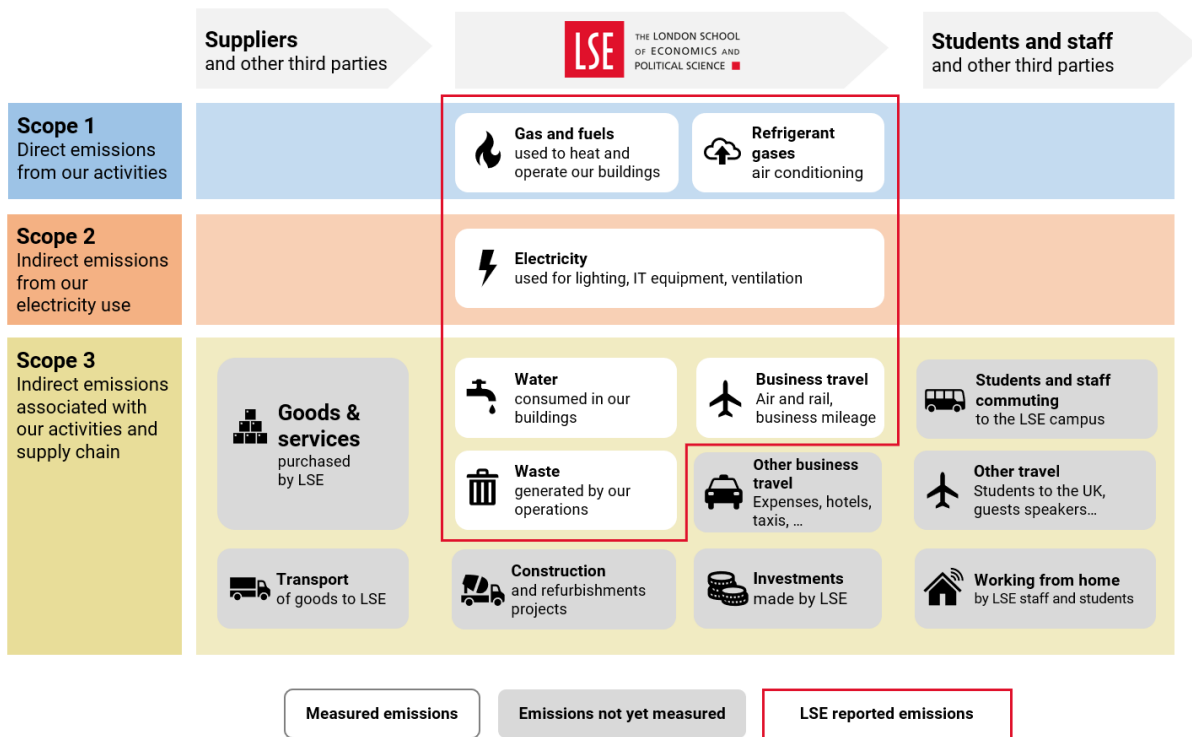 Suppliers
and other third parties
LSE
THE LONDON SCHOOL
OF ECONOMICS AND
POLITICAL SCIENCE
Students and staff
and other third parties
Scope 1
Direct emissions
from our activities
Gas and fuels
used to heat and
operate our buildings
Refrigerant
gases
air conditioning
Scope 2
Indirect emissions
from our
electricity use
Electricity
used for lighting, IT equipment, ventilation
Scope 3
Indirect emissions
associated with
our activities and
supply chain
Goods &
services
purchased
by LSE
Water
consumed in our
buildings
Business travel
Air and rail,
business mileage
Students and staff
commuting
to the LSE campus
Waste
generated by our
operations
Other business
travel
Expenses, hotels,
taxis, ...
Other travel
Students to the UK,
guests speakers...
Transport
of goods to LSE
Construction
and refurbishments
projects
Investments
made by LSE
Working from home
by LSE staff and students
Measured emissions
Emissions not yet measured
LSE reported emissions